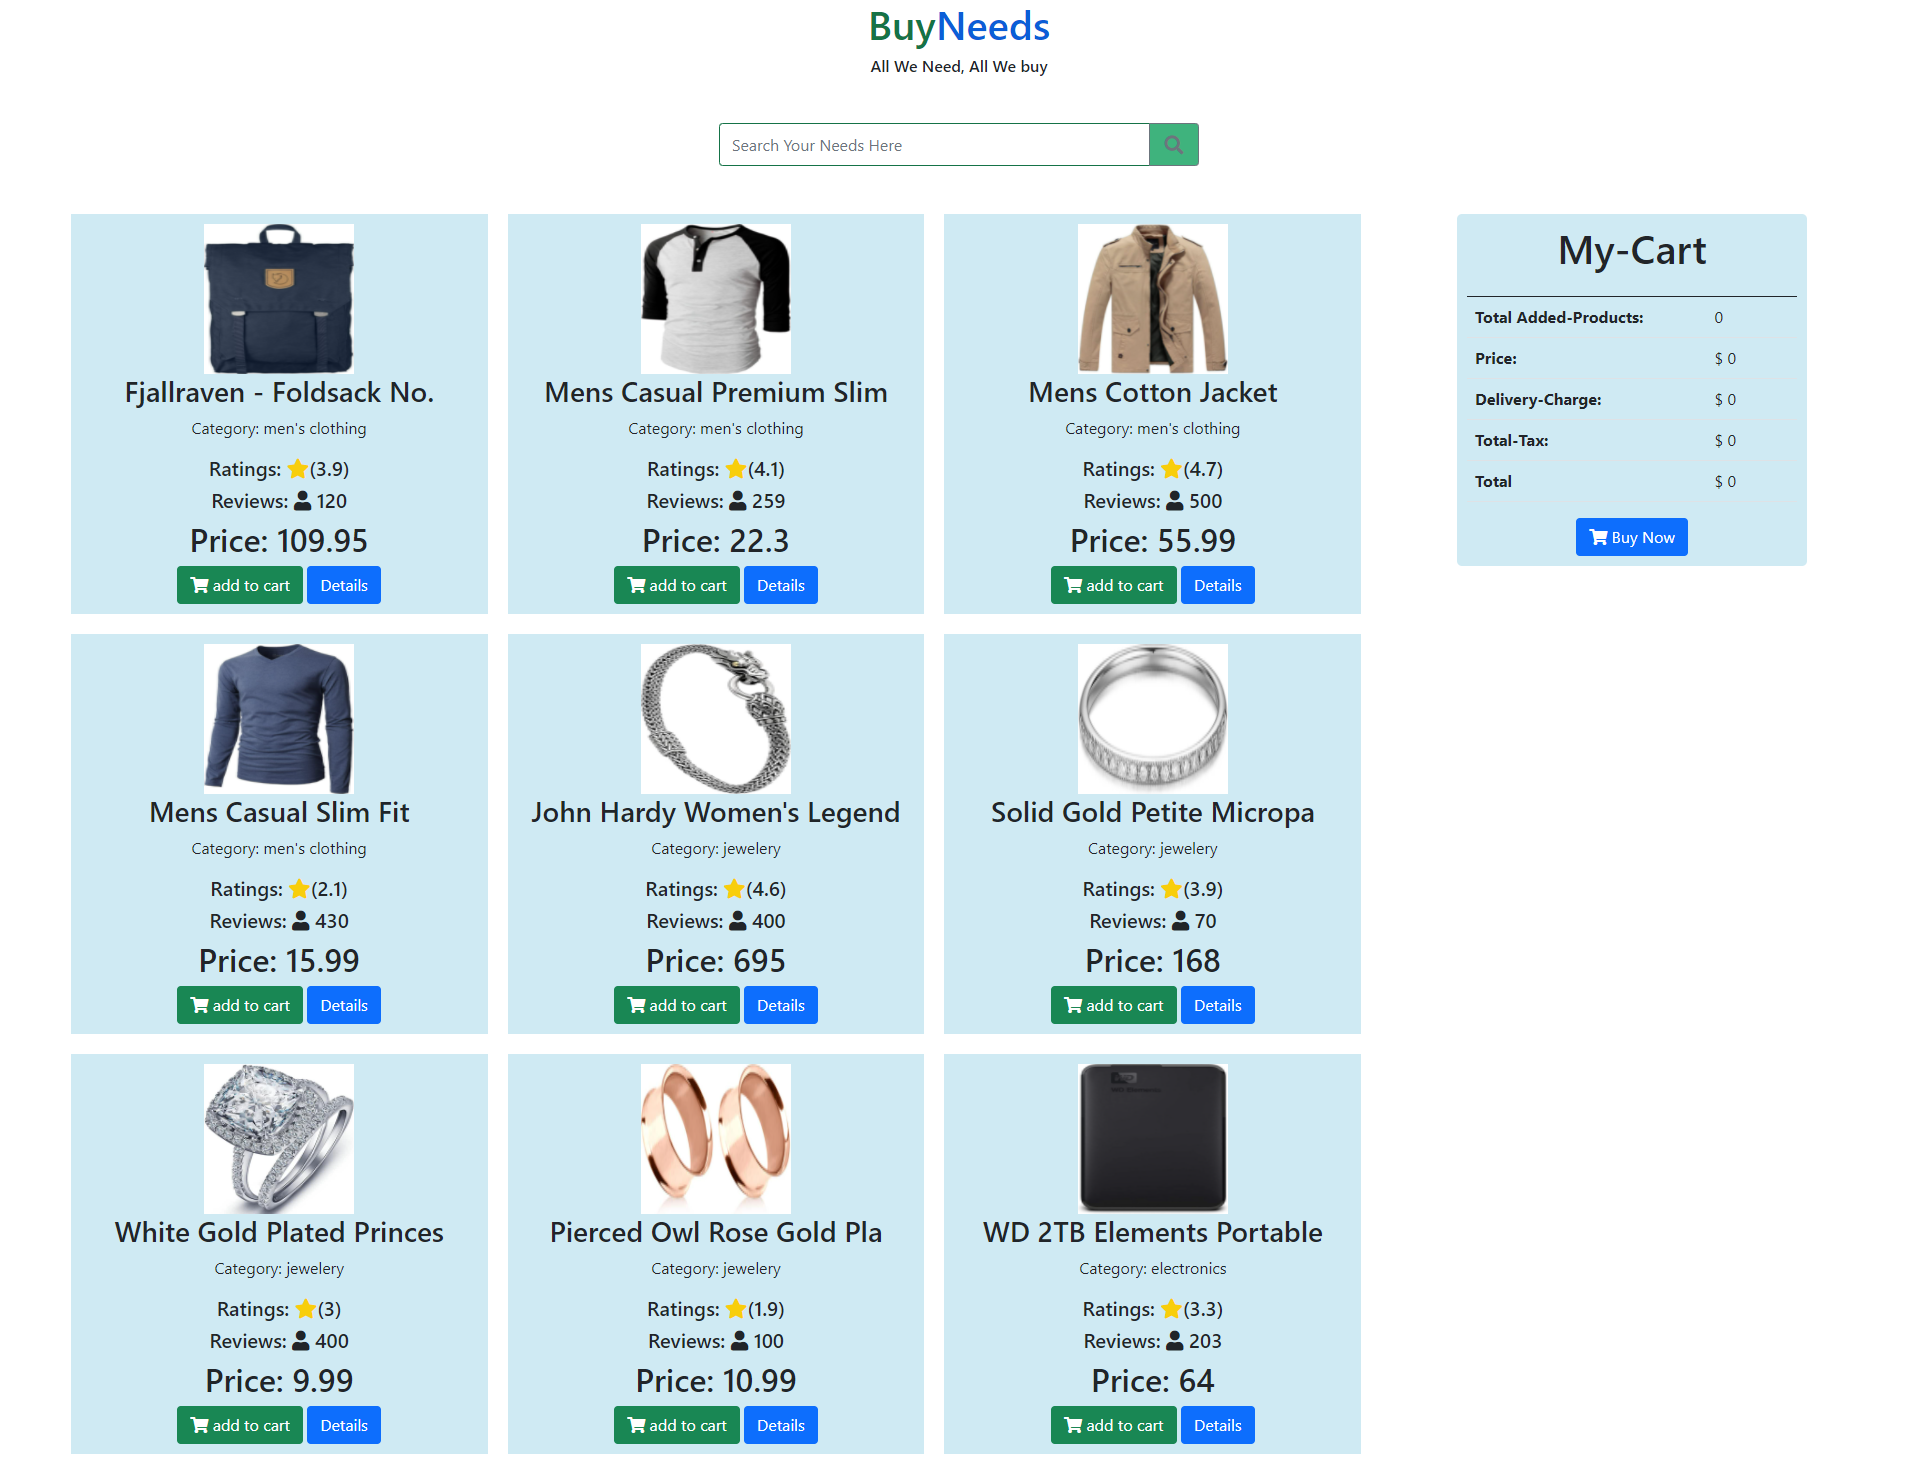 BuyNeeds
All We Need, All We buy
Search Your Needs Here
Fjallraven - Foldsack No.
Category: men's clothing
Ratings: (3.9)
Reviews: 120
Price: 109.95
add to cart
Details
Mens Casual Premium Slim
Category: men's clothing
Ratings: (4.1)
Reviews: 259
Price: 22.3
add to cart
Details
Mens Cotton Jacket
Category: men's clothing
Ratings: (4.7)
Reviews: 500
Price: 55.99
add to cart
Details
My-Cart
Total Added-Products: 0
Price: $ 0
Delivery-Charge: $ 0
Total-Tax: $ 0
Total $ 0
Buy Now
Mens Casual Slim Fit
Category: men's clothing
Ratings: (2.1)
Reviews: 430
Price: 15.99
add to cart
Details
John Hardy Women's Legend
Category: jewelery
Ratings: (4.6)
Reviews: 400
Price: 695
add to cart
Details
Solid Gold Petite Micropa
Category: jewelery
Ratings: (3.9)
Reviews: 70
Price: 168
add to cart
Details
White Gold Plated Princes
Category: jewelery
Ratings: (3)
Reviews: 400
Price: 9.99
add to cart
Details
Pierced Owl Rose Gold Pla
Category: jewelery
Ratings: (1.9)
Reviews: 100
Price: 10.99
add to cart
Details
WD 2TB Elements Portable
Category: electronics
Ratings: (3.3)
Reviews: 203
Price: 64
add to cart
Details